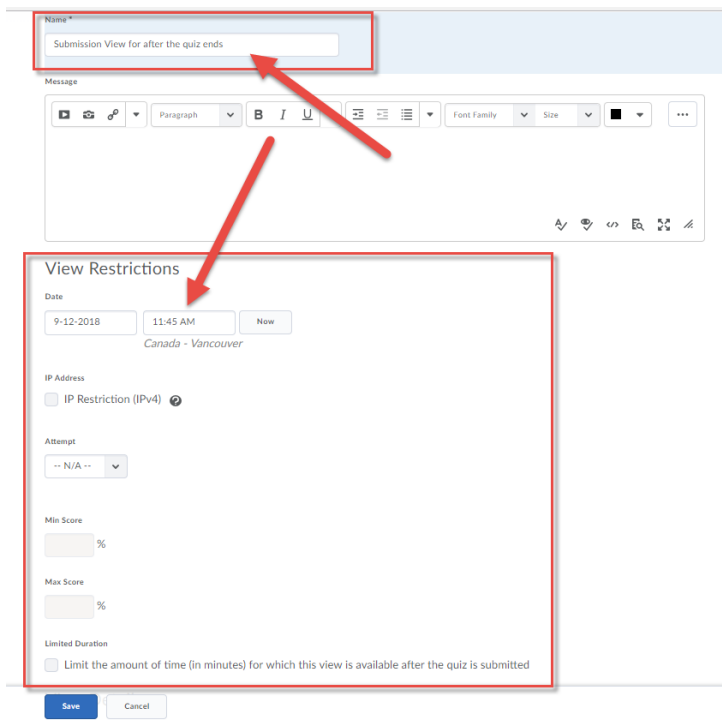 Name *
Submission View for after the quiz ends
Message
Paragraph B I U Font Family Size
View Restrictions
Date
9-12-2018 11:45 AM Now
Canada - Vancouver
IP Address
IP Restriction (IPv4) ?
Attempt
-- N/A --
Min Score
%
Max Score
%
Limited Duration
Limit the amount of time (in minutes) for which this view is available after the quiz is submitted
Save Cancel